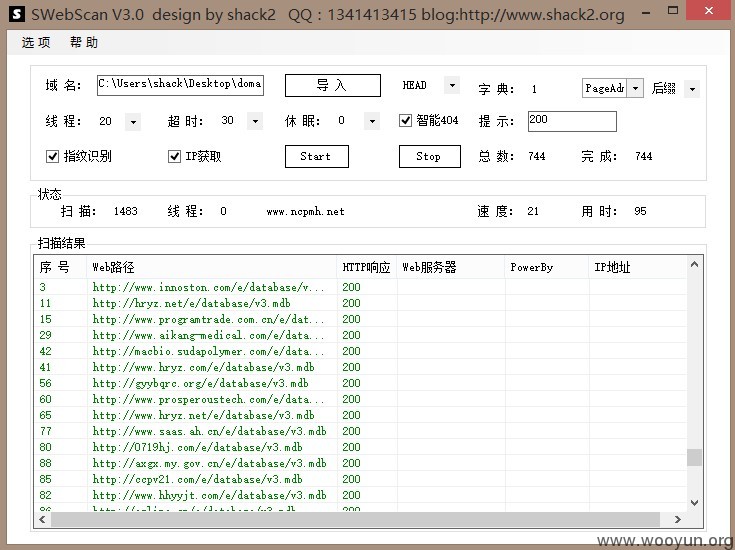 SWebScan V3.0 design by shack2 QQ：1341413415 blog:http://www.shack2.org
选 项 帮 助
域 名： C:\Users\shack\Desktop\doma 导 入 HEAD 字 典： 1 PageAdr 后缀
线 程： 20 超 时： 30 休 眠： 0 智能404 提 示： 200
指纹识别 IP获取 Start Stop 总 数： 744 完 成： 744
状态
扫 描： 1483 线 程： 0 www.ncpmh.net 速 度： 21 用 时： 95
扫描结果
序 号 Web路径 HTTP响应 Web服务器 PowerBy IP地址
3 http://www.innoston.com/e/database/v... 200
11 http://hryz.net/e/database/v3.mdb 200
15 http://www.programtrade.com.cn/e/dat... 200
29 http://www.aikang-medical.com/e/data... 200
42 http://macbio.sudapolymer.com/e/data... 200
41 http://www.hryz.com/e/database/v3.mdb 200
56 http://gyybqrc.org/e/database/v3.mdb 200
60 http://www.prosperoustech.com/e/data... 200
65 http://www.hryz.net/e/database/v3.mdb 200
77 http://www.saas.ah.cn/e/database/v3.mdb 200
80 http://0719hj.com/e/database/v3.mdb 200
88 http://axgx.my.gov.cn/e/database/v3.mdb 200
85 http://ccpv21.com/e/database/v3.mdb 200
82 http://www.hhyyjt.com/e/database/v3.mdb 200
www.wooyun.org